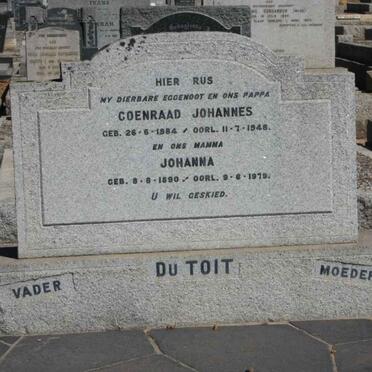 HIER RUS
MY DIERBARE EGGENOOT EN ONS PAPPA
COENRAAD JOHANNES
GEB. 26-6-1884 - OORL. 11-7-1948.
EN ONS MAMMA
JOHANNA
GEB. 8-8-1890 - OORL. 9-6-1979.
U WIL GESKIED.
VADER
DU TOIT
MOEDER